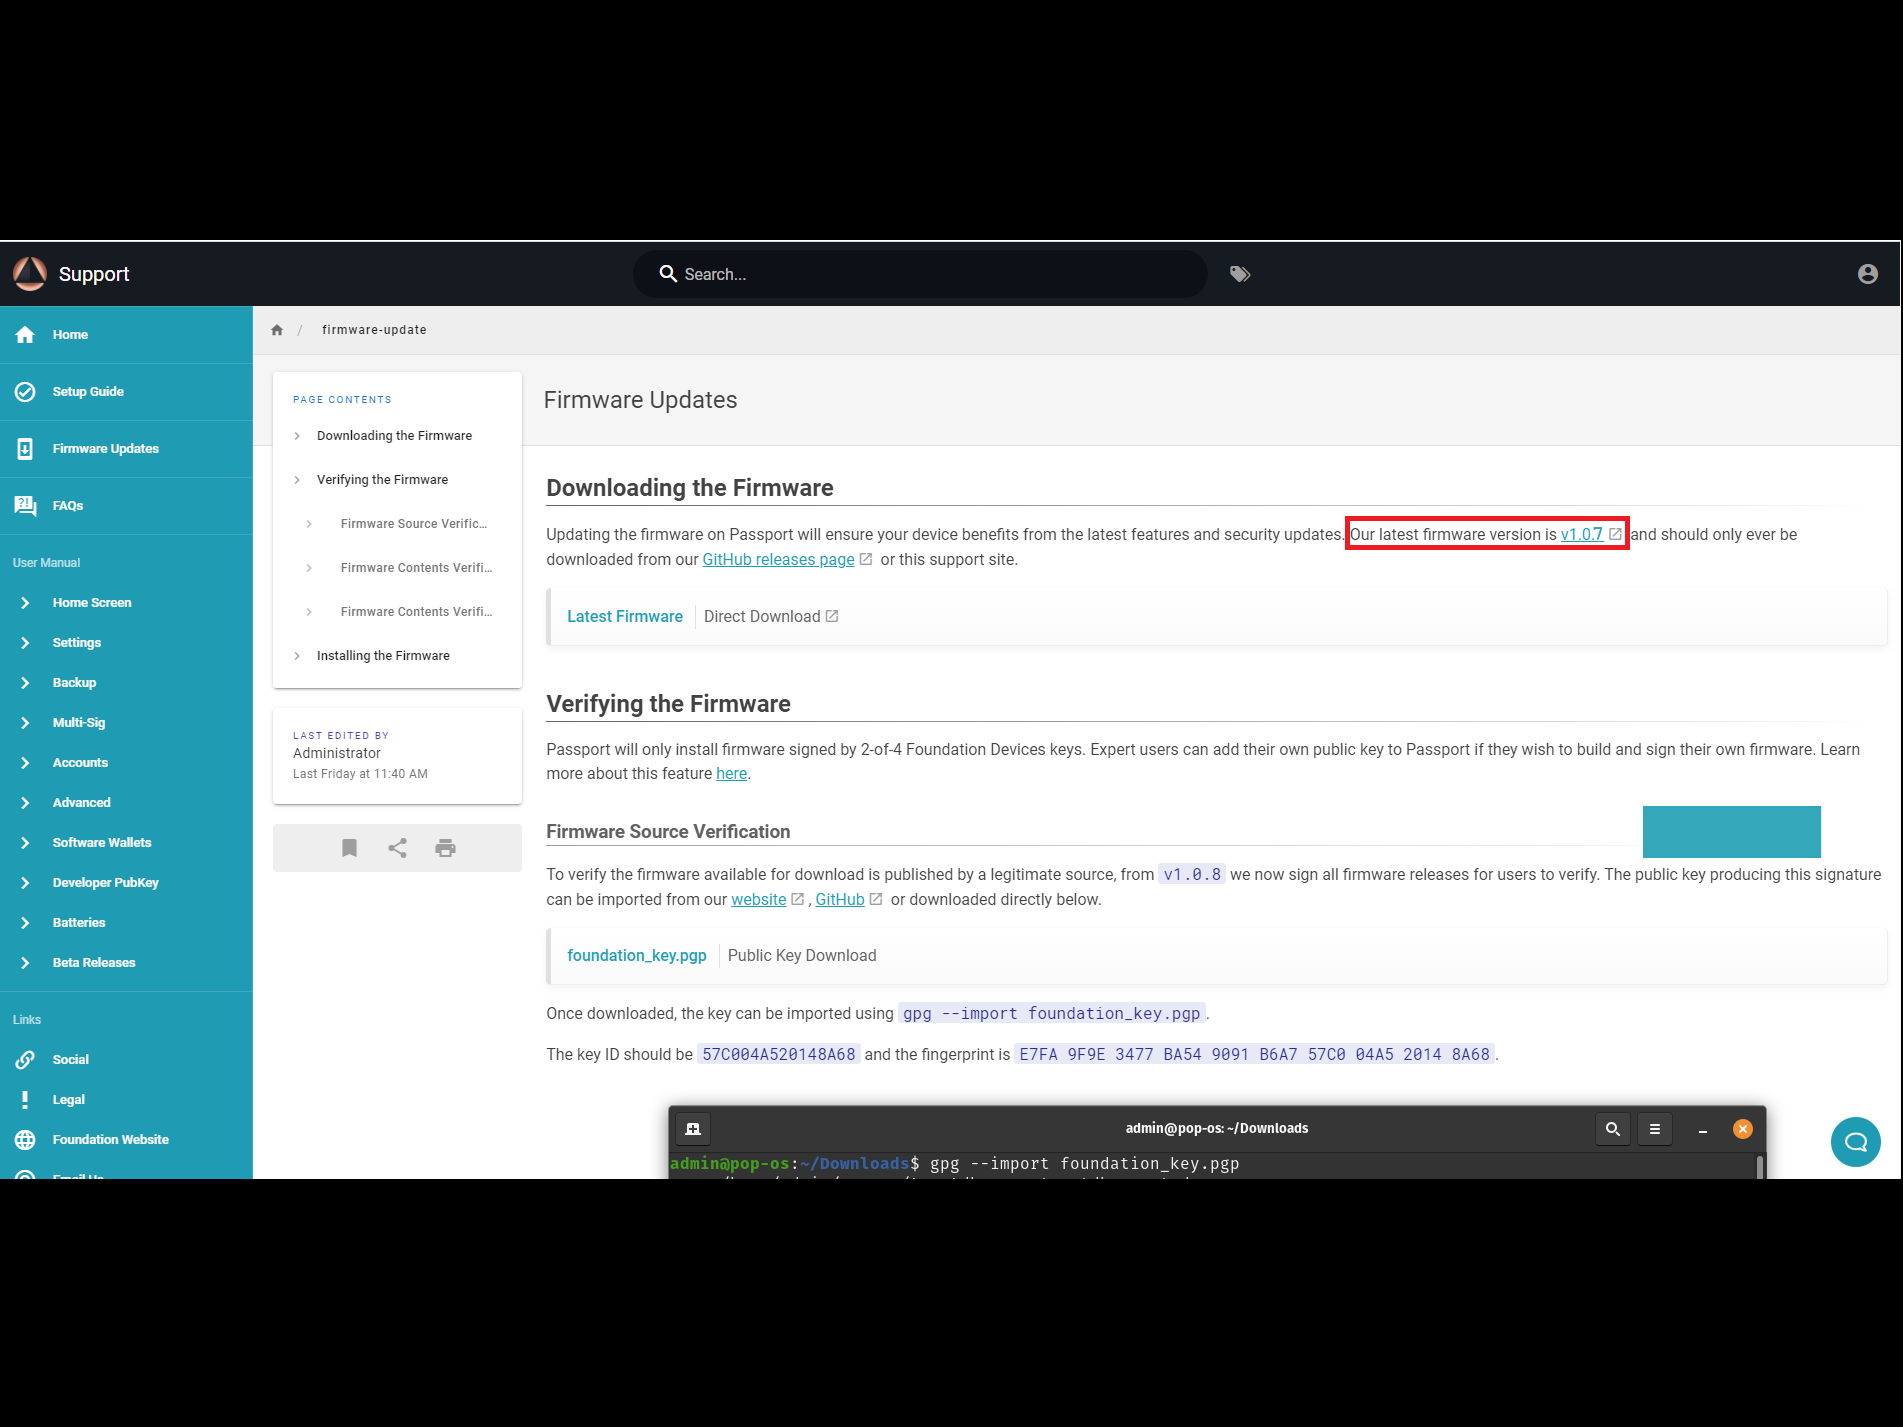 Support
Search...
Home
Setup Guide
Firmware Updates
FAQs
User Manual
Home Screen
Settings
Backup
Multi-Sig
Accounts
Advanced
Software Wallets
Developer PubKey
Batteries
Beta Releases
Links
Social
Legal
Foundation Website
Email Us
/ firmware-update
PAGE CONTENTS
Downloading the Firmware
Verifying the Firmware
Firmware Source Verific...
Firmware Contents Verifi...
Firmware Contents Verifi...
Installing the Firmware
LAST EDITED BY
Administrator
Last Friday at 11:40 AM
Firmware Updates
Downloading the Firmware
Updating the firmware on Passport will ensure your device benefits from the latest features and security updates. Our latest firmware version is v1.0.7 and should only ever be
downloaded from our GitHub releases page or this support site.
Latest Firmware Direct Download
Verifying the Firmware
Passport will only install firmware signed by 2-of-4 Foundation Devices keys. Expert users can add their own public key to Passport if they wish to build and sign their own firmware. Learn
more about this feature here.
Firmware Source Verification
To verify the firmware available for download is published by a legitimate source, from v1.0.8 we now sign all firmware releases for users to verify. The public key producing this signature
can be imported from our website , GitHub or downloaded directly below.
foundation_key.pgp Public Key Download
Once downloaded, the key can be imported using gpg --import foundation_key.pgp.
The key ID should be 57C004A520148A68 and the fingerprint is E7FA 9F9E 3477 BA54 9091 B6A7 57C0 04A5 2014 8A68.
admin@pop-os: ~/Downloads
admin@pop-os:~/Downloads$ gpg --import foundation_key.pgp